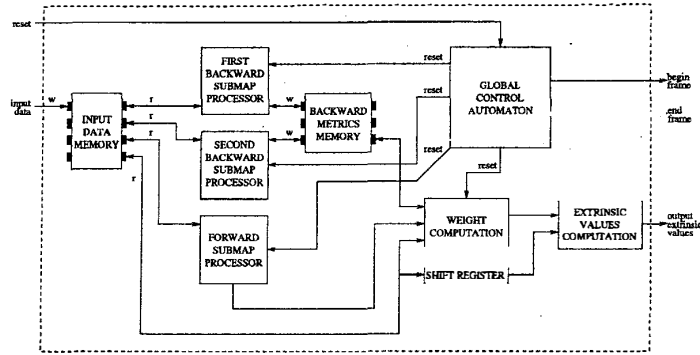 reset
input
data
w
INPUT
DATA
MEMORY
r
r
r
r
FIRST
BACKWARD
SUBMAP
PROCESSOR
w
w
BACKWARD
METRICS
MEMORY
SECOND
BACKWARD
SUBMAP
PROCESSOR
FORWARD
SUBMAP
PROCESSOR
reset
reset
reset
reset
GLOBAL
CONTROL
AUTOMATON
begin
frame
end
frame
WEIGHT
COMPUTATION
SHIFT REGISTER
EXTRINSIC
VALUES
COMPUTATION
output
extrinsic
values